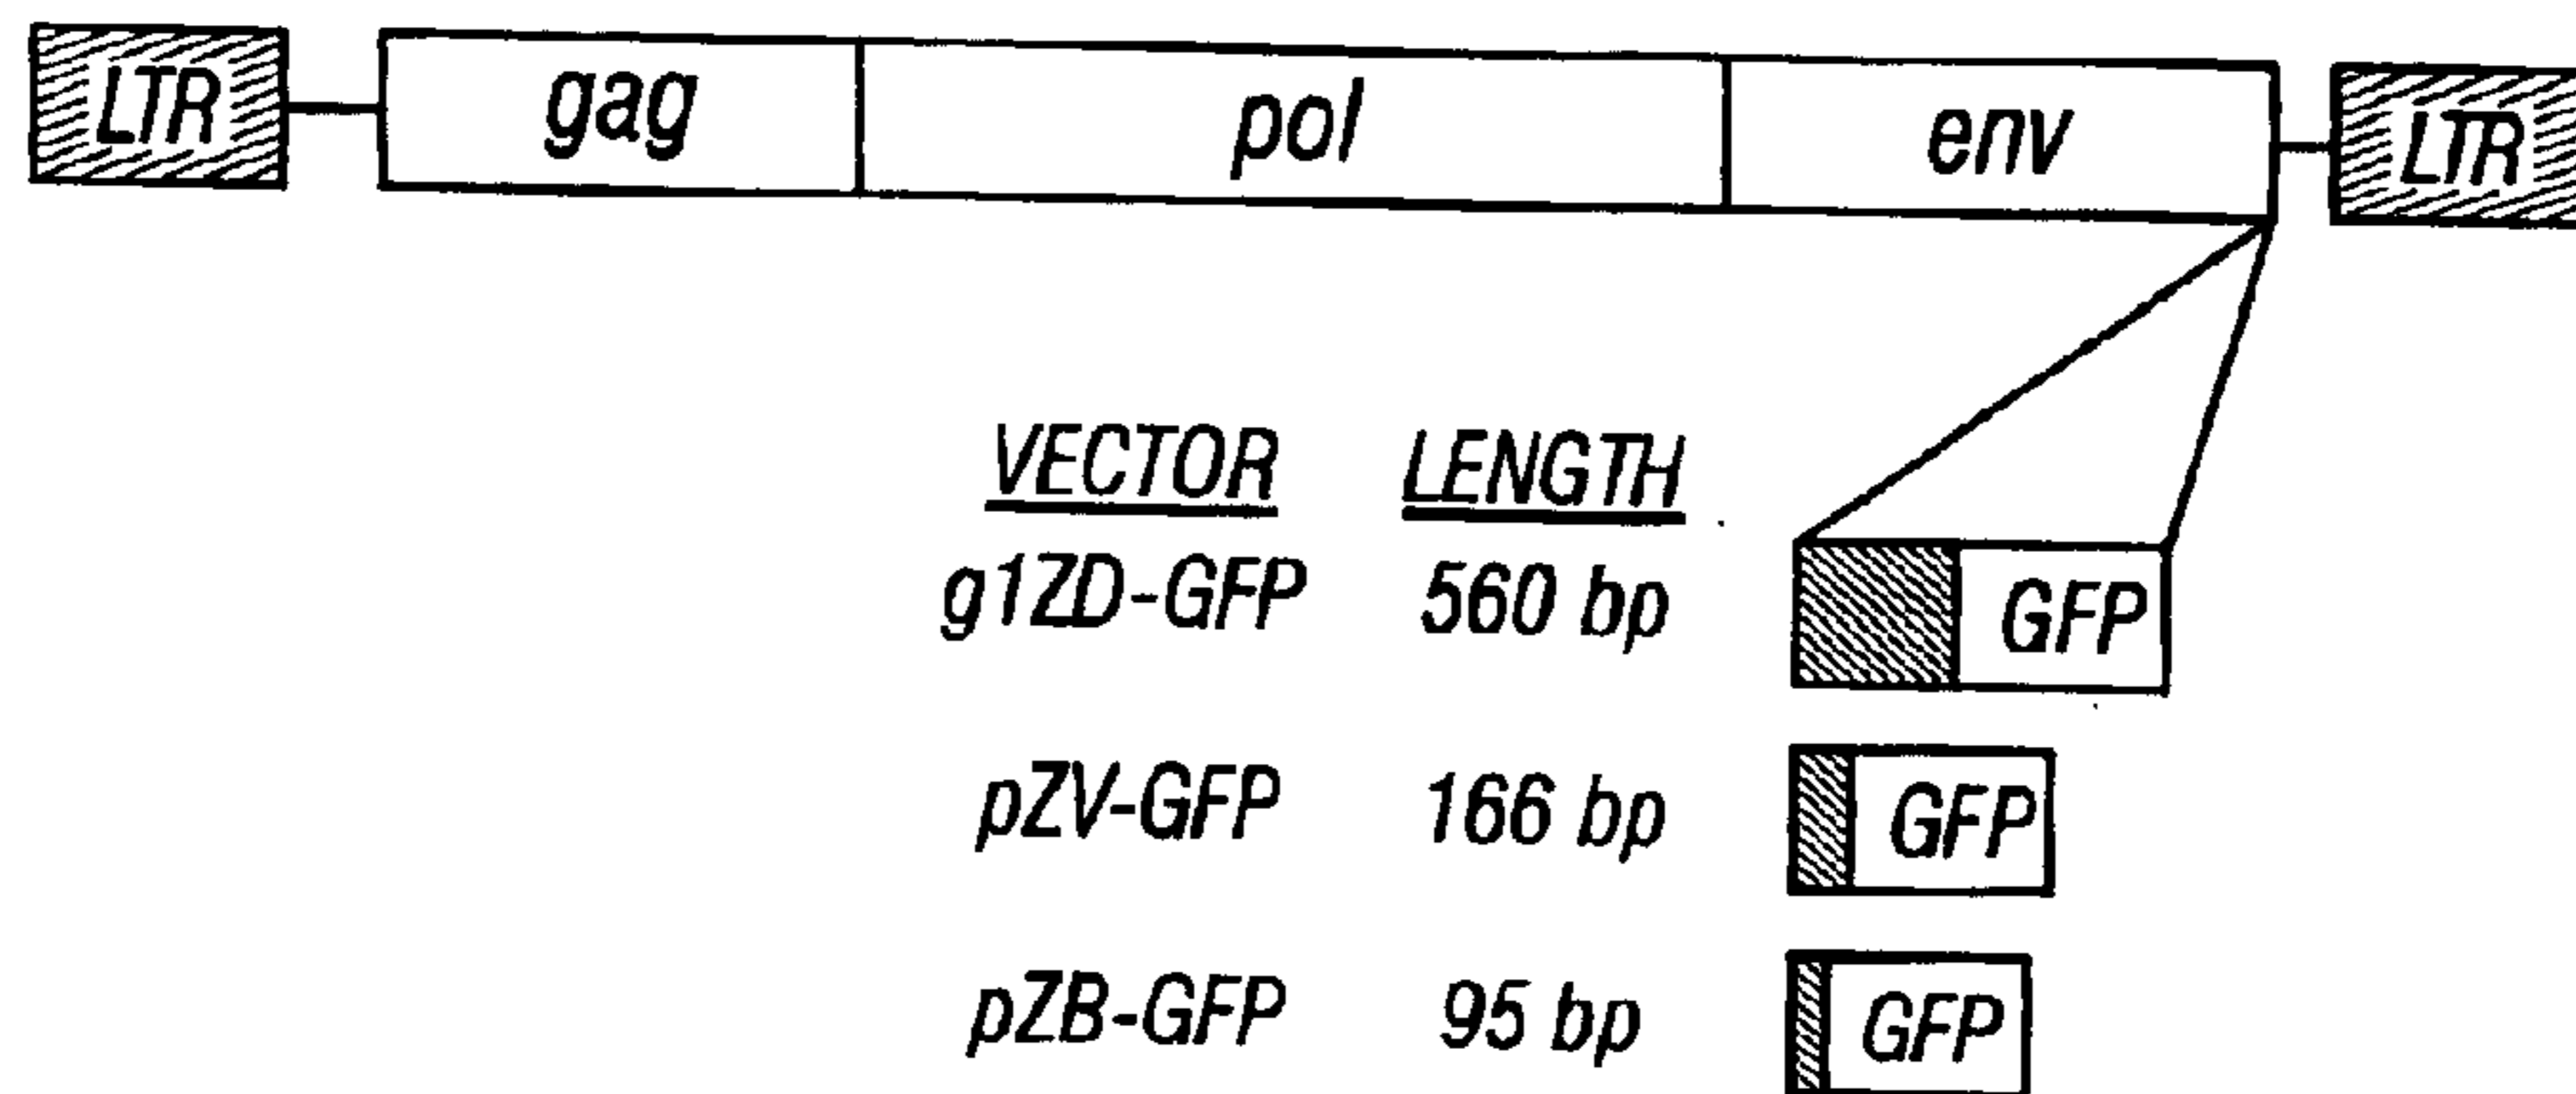 LTR gag pol env LTR
VECTOR LENGTH
g1ZD-GFP 560 bp GFP
pZV-GFP 166 bp GFP
pZB-GFP 95 bp GFP